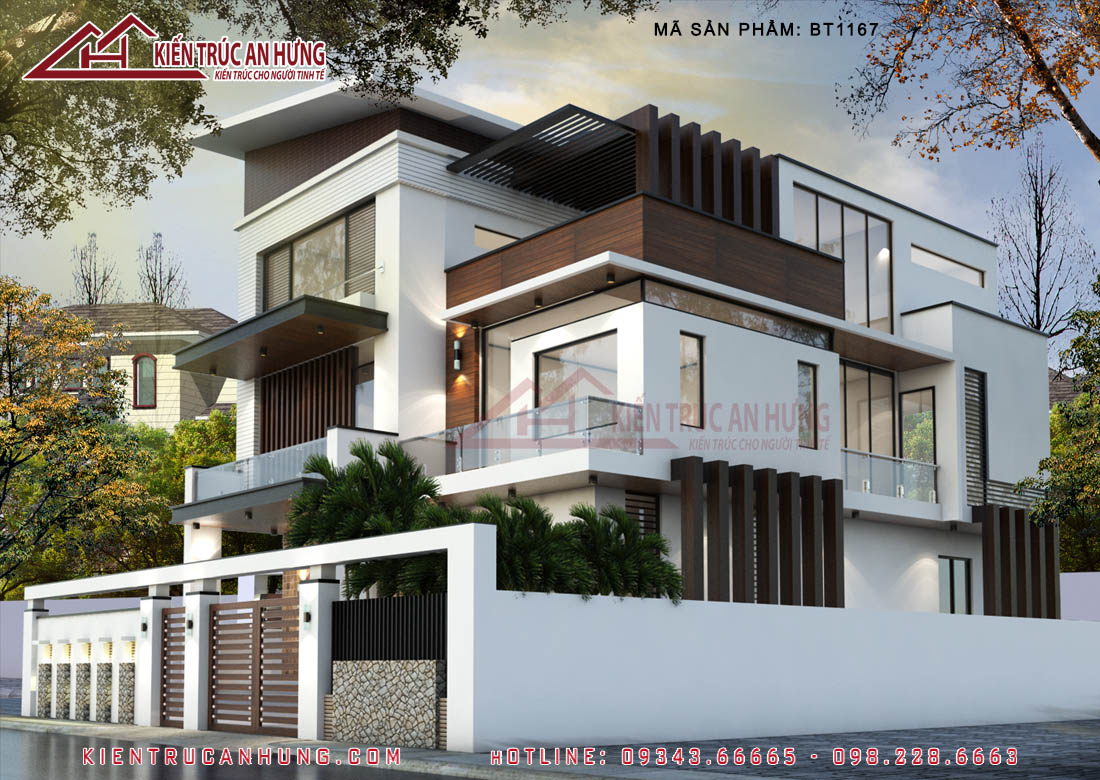 MÃ SẢN PHẨM: BT1167
KIẾN TRÚC AN HƯNG
KIẾN TRÚC CHO NGƯỜI TINH TẾ
KIẾN TRÚC AN HƯNG
KIẾN TRÚC CHO NGƯỜI TINH TẾ
KIENTRUCANHUNG.COM HOTLINE: 09343.66665 - 098.228.6663